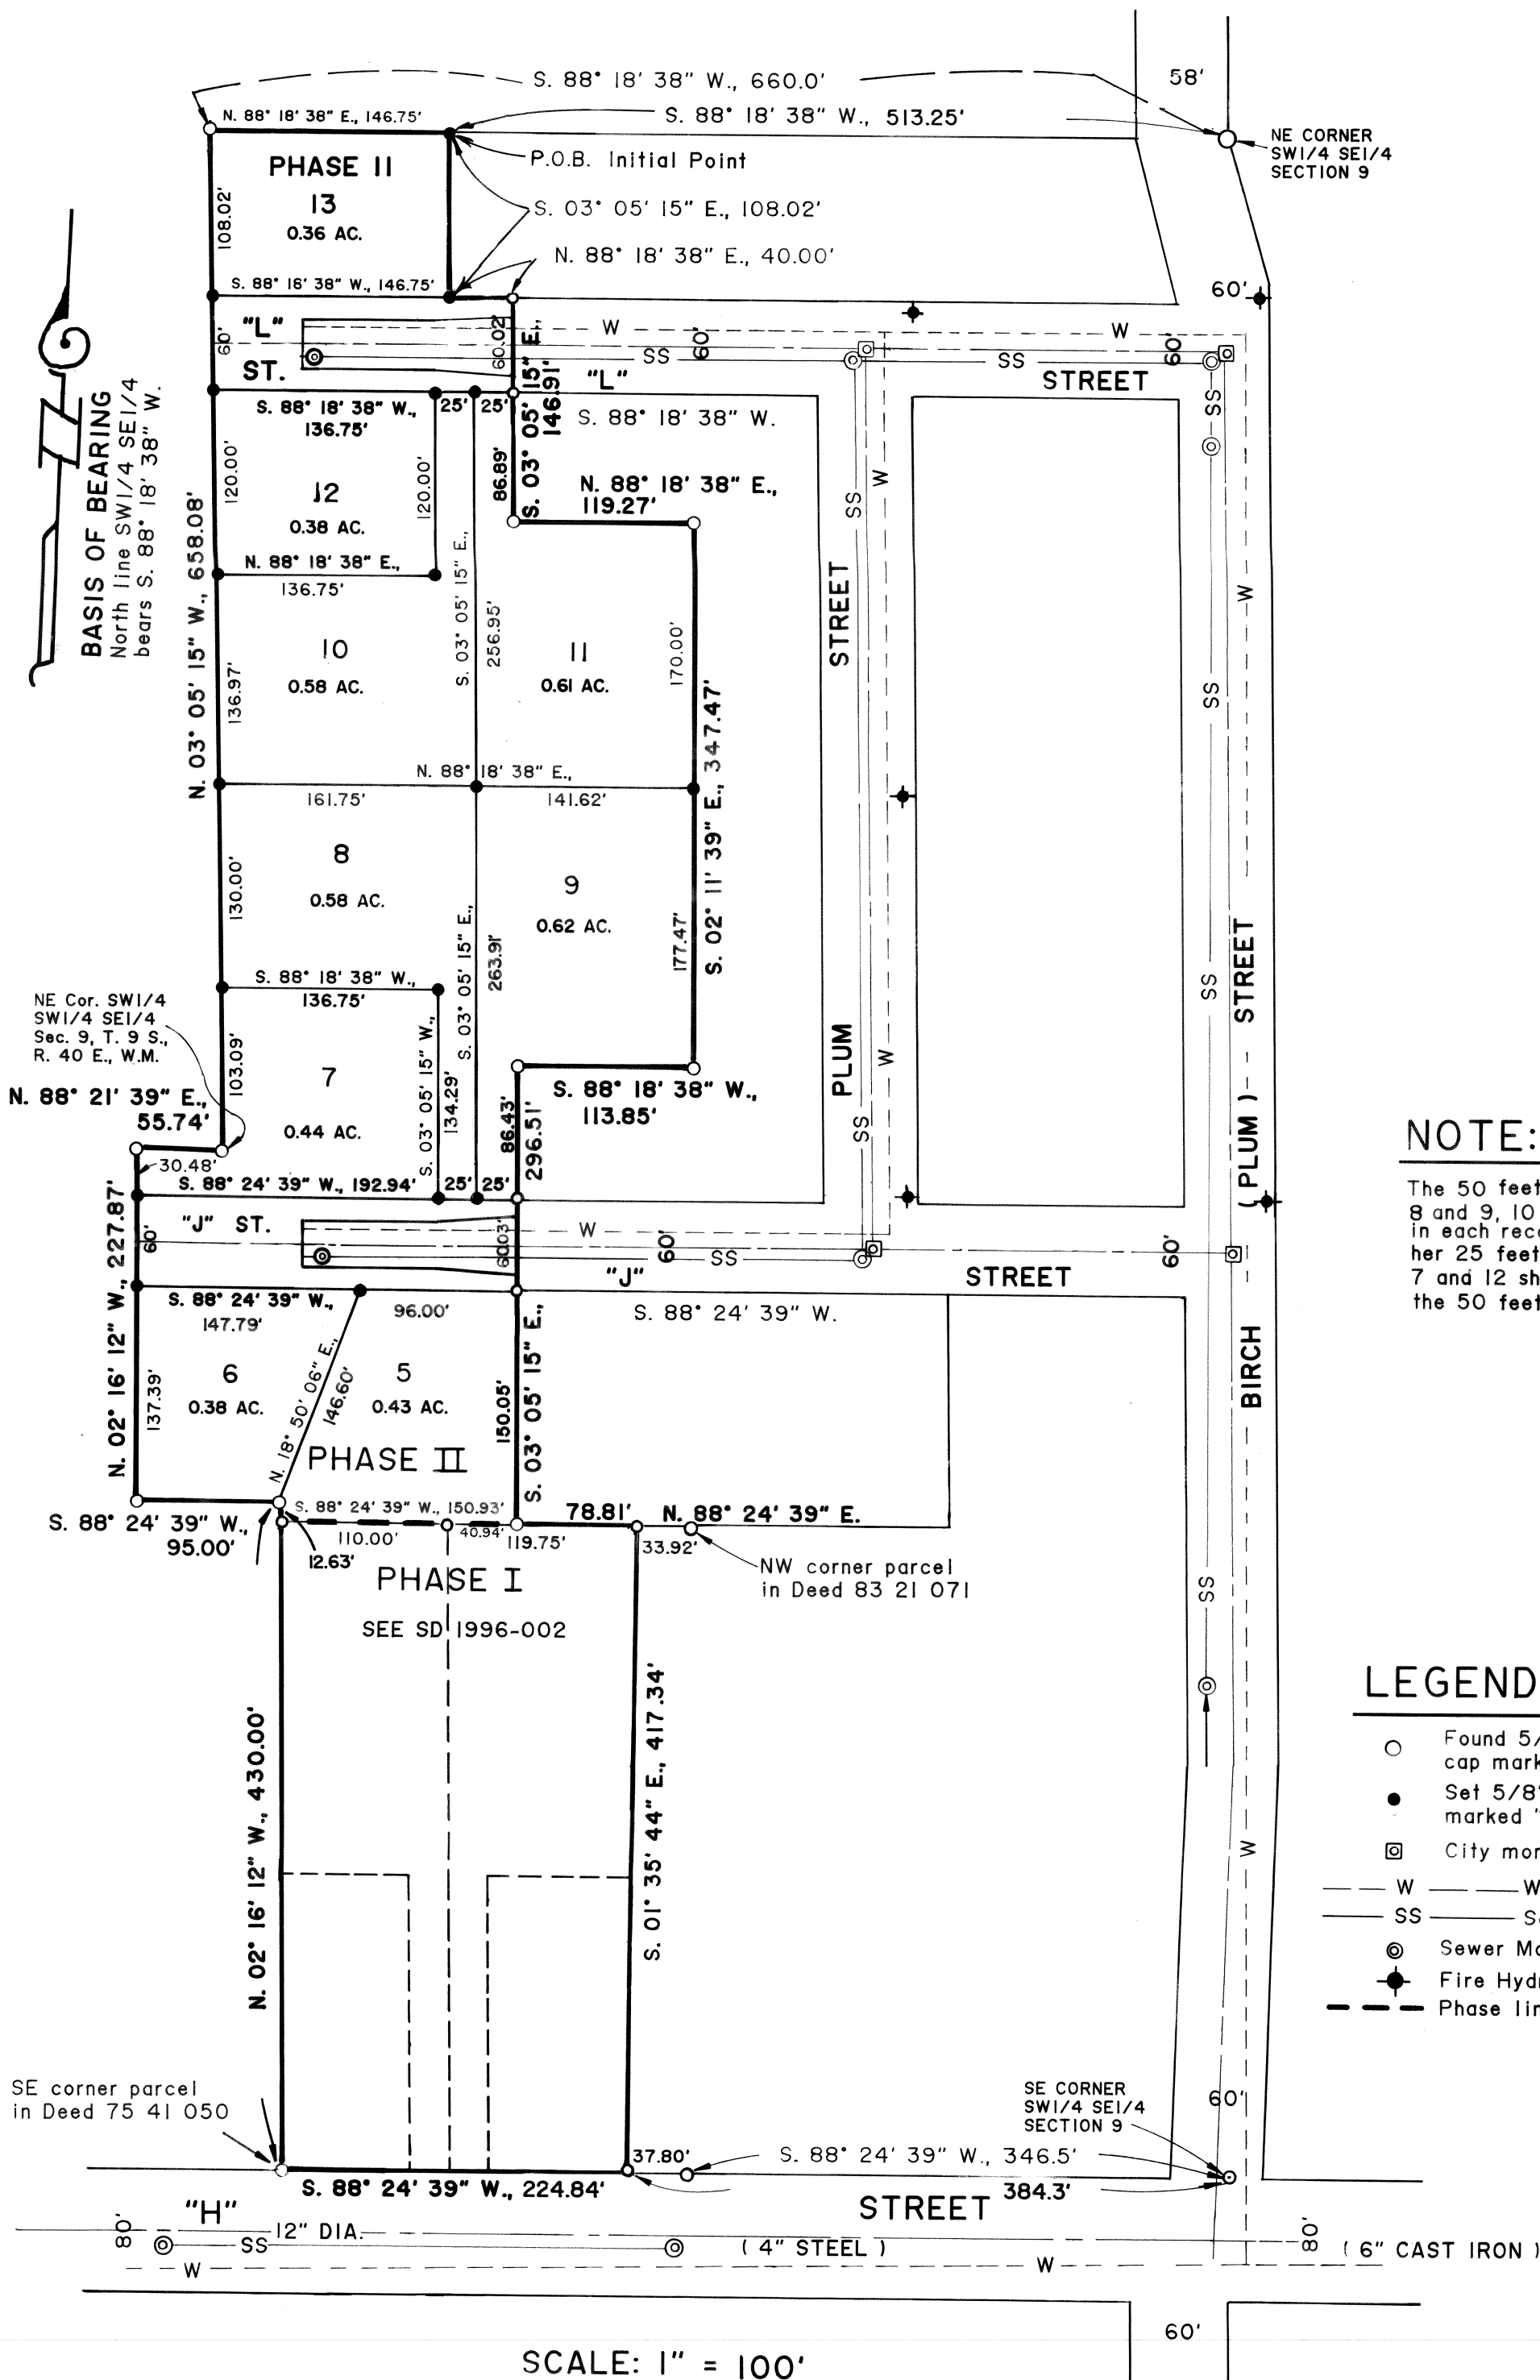 S. 88° 18' 38" W., 660.0'
58'
N. 88° 18' 38" E., 146.75'
S. 88° 18' 38" W., 513.25'
NE CORNER
SW1/4 SE1/4
SECTION 9
P.O.B. Initial Point
PHASE II
13
0.36 AC.
108.02'
S. 03° 05' 15" E., 108.02'
N. 88° 18' 38" E., 40.00'
S. 88° 18' 38" W., 146.75'
60'
"L"
ST.
60'
60.02'
W
SS
60'
W
SS
60'
STREET
"L"
S. 88° 18' 38" W.
S. 88° 18' 38" W.,
136.75'
25'
25'
S. 03° 05' 15" E.,
146.91'
86.89'
BASIS OF BEARING
North line SW1/4 SE1/4
bears S. 88° 18' 38" W.
N. 03° 05' 15" W., 658.08'
120.00'
12
0.38 AC.
120.00'
N. 88° 18' 38" E.,
119.27'
N. 88° 18' 38" E.,
136.75'
S. 03° 05' 15" E.,
256.95'
136.97'
10
0.58 AC.
11
0.61 AC.
170.00'
S. 02° 11' 39" E., 347.47'
N. 88° 18' 38" E.,
161.75'
141.62'
130.00'
8
0.58 AC.
9
0.62 AC.
177.47'
S. 03° 05' 15" E.,
263.91'
S. 88° 18' 38" W.,
136.75'
NE Cor. SW1/4
SW1/4 SE1/4
Sec. 9, T. 9 S.,
R. 40 E., W.M.
103.09'
7
0.44 AC.
S. 03° 05' 15" W.,
134.29'
N. 88° 21' 39" E.,
55.74'
30.48'
S. 88° 18' 38" W.,
113.85'
86.43'
296.51'
S. 88° 24' 39" W., 192.94'
25'
25'
SS
W
STREET
PLUM
W
SS
SS
SS
W
SS
SS
W
STREET
( PLUM )
BIRCH
N. 02° 16' 12" W., 227.87'
60'
"J" ST.
60.03'
W
SS
60'
"J"
60'
STREET
S. 88° 24' 39" W.
S. 88° 24' 39" W.,
147.79'
96.00'
137.39'
6
0.38 AC.
N. 18° 50' 06" E.,
146.60'
5
0.43 AC.
150.05'
S. 03° 05' 15" E.,
PHASE II
S. 88° 24' 39" W., 150.93'
S. 88° 24' 39" W.,
95.00'
12.63'
110.00'
40.94'
78.81'
N. 88° 24' 39" E.
119.75'
33.92'
NW corner parcel
in Deed 83 21 071
PHASE I
SEE SD 1996-002
N. 02° 16' 12" W., 430.00'
S. 01° 35' 44" E., 417.34'
SS
W
NOTE:
The 50 feet
8 and 9, 10
in each reco
her 25 feet
7 and 12 sh
the 50 feet
LEGEND
Found 5/
cap mark
Set 5/8"
marked "
City mon
W
W
SS
Se
Sewer Ma
Fire Hydr
Phase lin
SE corner parcel
in Deed 75 41 050
SE CORNER
SW1/4 SE1/4
SECTION 9
60'
37.80'
S. 88° 24' 39" W., 346.5'
S. 88° 24' 39" W., 224.84'
384.3'
"H"
STREET
80'
12" DIA.
SS
W
( 4" STEEL )
W
80'
( 6" CAST IRON )
60'
SCALE: 1" = 100'